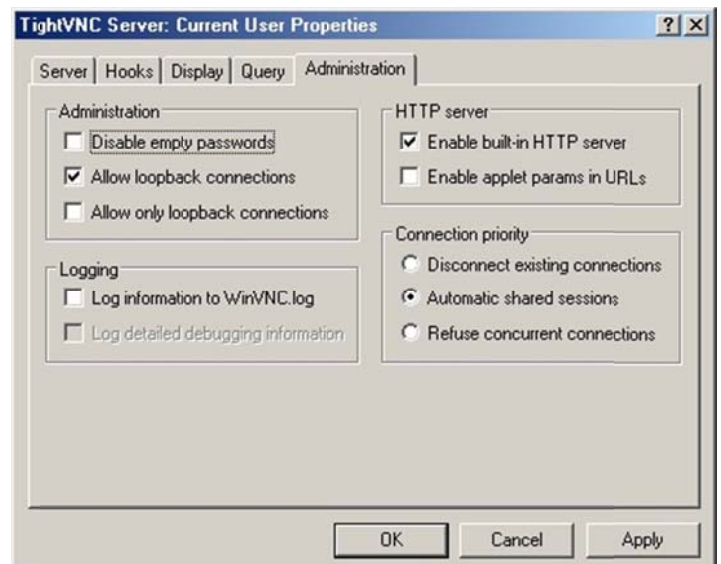 TightVNC Server: Current User Properties
Server Hooks Display Query Administration
Administration
Disable empty passwords
Allow loopback connections
Allow only loopback connections
Logging
Log information to WinVNC.log
Log detailed debugging information
HTTP server
Enable built-in HTTP server
Enable applet params in URLs
Connection priority
Disconnect existing connections
Automatic shared sessions
Refuse concurrent connections
OK Cancel Apply